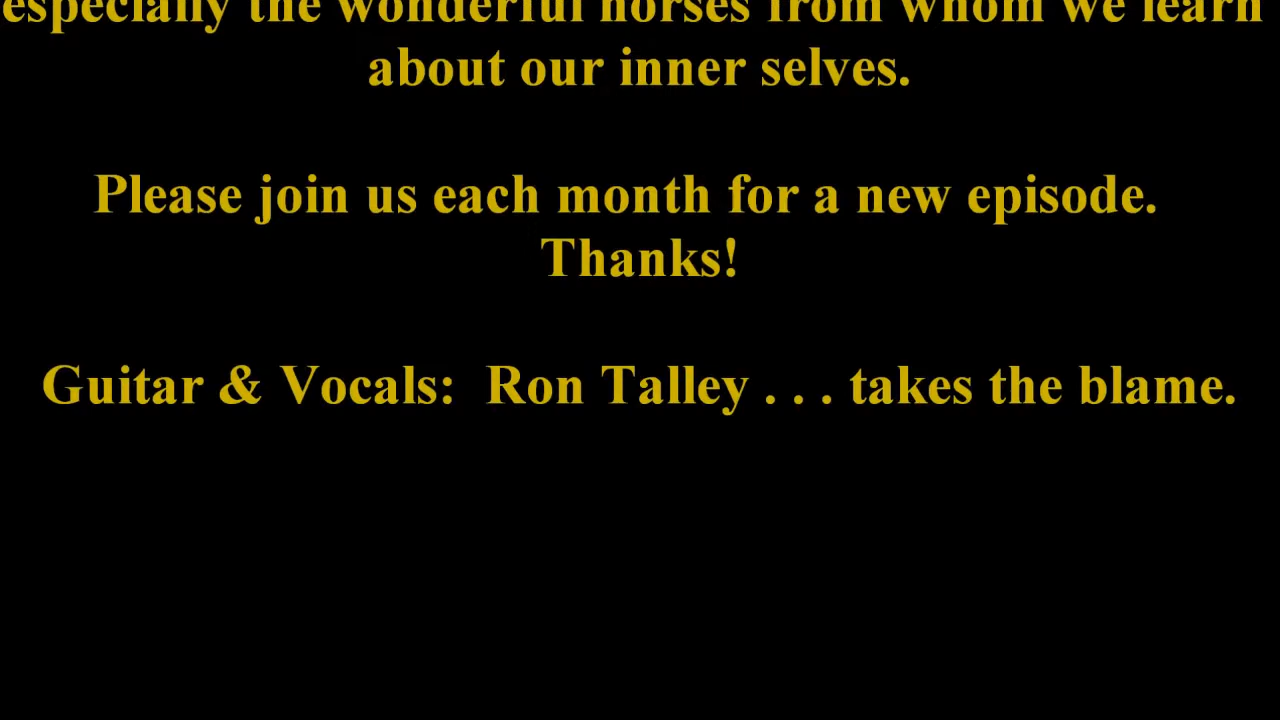 especially the wonderful horses from whom we learn
about our inner selves.
Please join us each month for a new episode.
Thanks!
Guitar & Vocals:  Ron Talley . . . takes the blame.